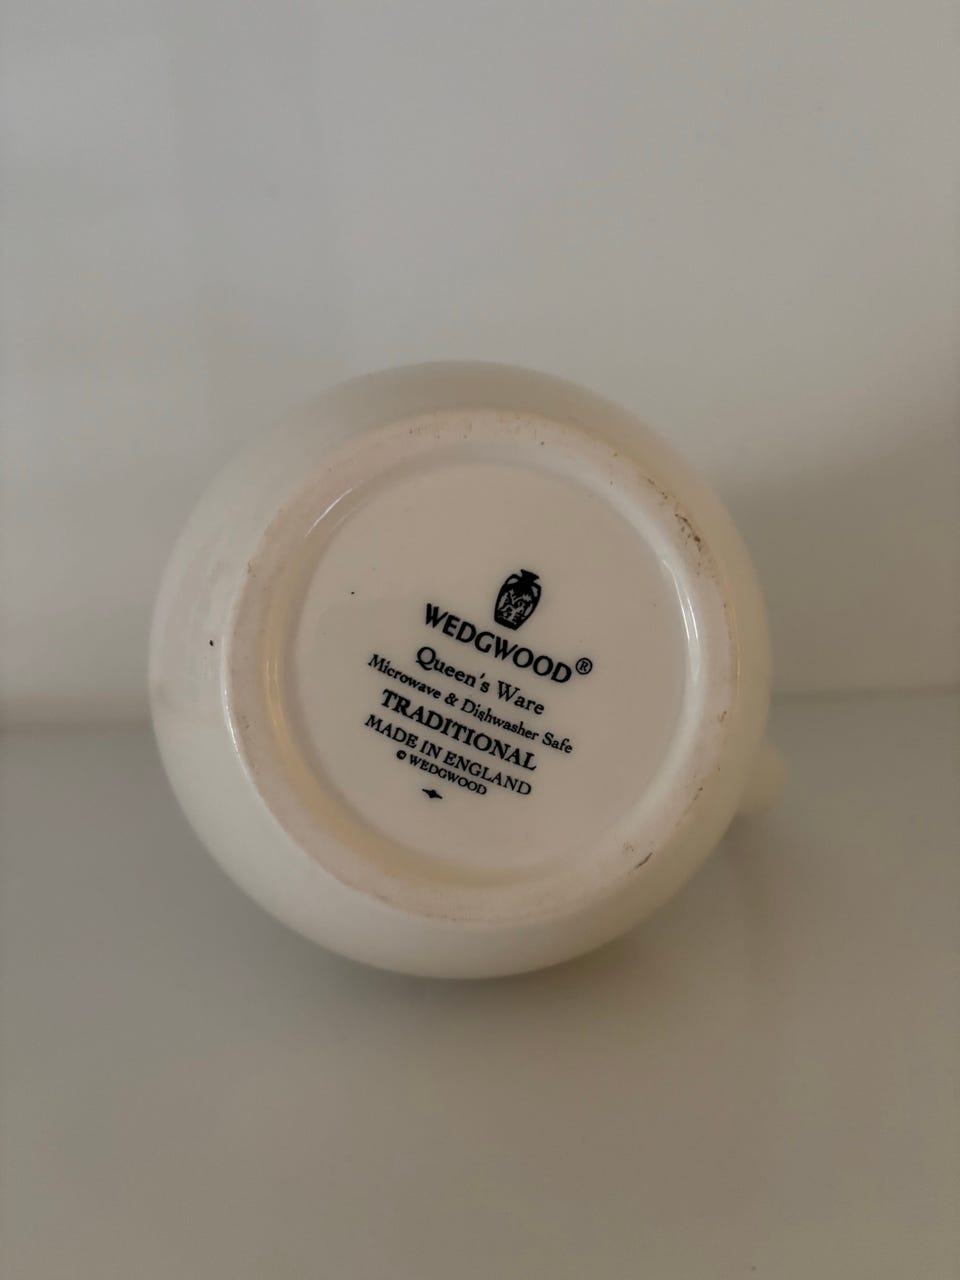 WEDGWOOD®
Queen's Ware
Microwave & Dishwasher Safe
TRADITIONAL
MADE IN ENGLAND
© WEDGWOOD